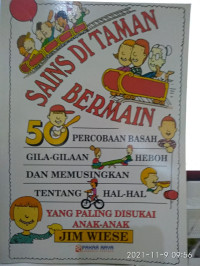 SAINS DI TAMAN
BERMAIN
50 PERCOBAAN BASAH
GILA-GILAAN HEBOH
DAN MEMUSINGKAN
TENTANG HAL-HAL
YANG PALING DISUKAI
ANAK-ANAK
JIM WIESE
2021-11-9 09:56